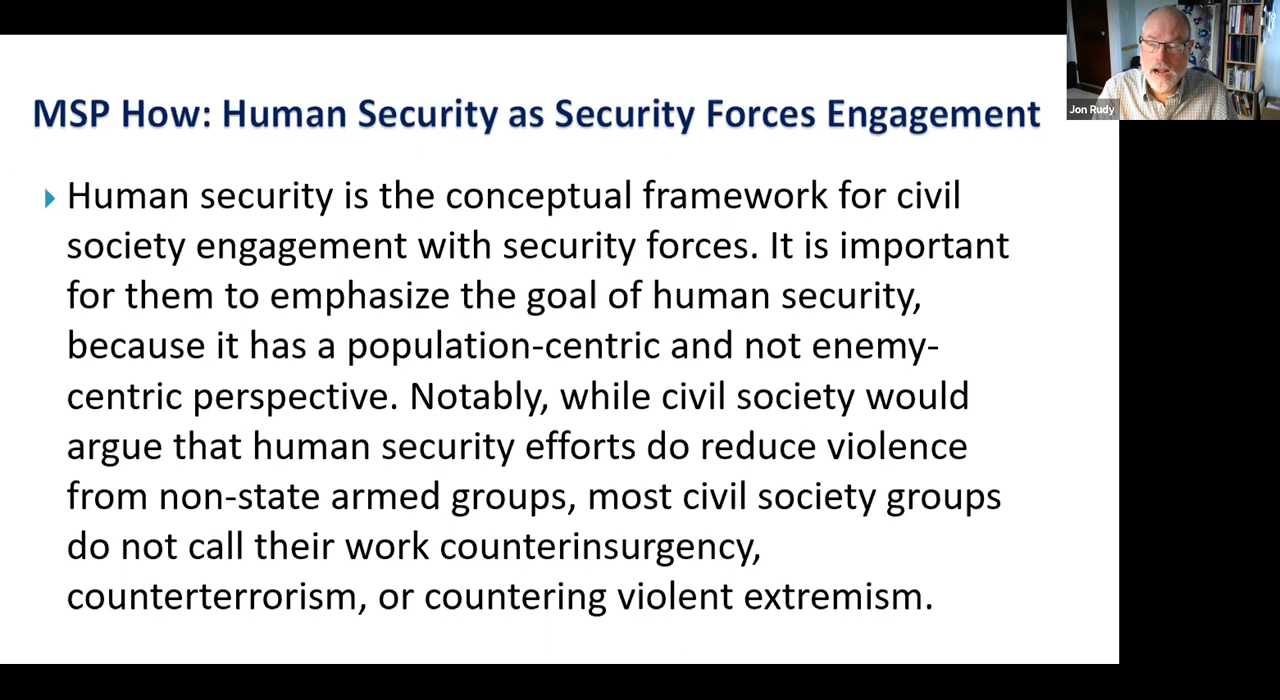 MSP How: Human Security as Security Forces Engagement
Jon Rudy
Human security is the conceptual framework for civil
society engagement with security forces. It is important
for them to emphasize the goal of human security,
because it has a population-centric and not enemy-
centric perspective. Notably, while civil society would
argue that human security efforts do reduce violence
from non-state armed groups, most civil society groups
do not call their work counterinsurgency,
counterterrorism, or countering violent extremism.